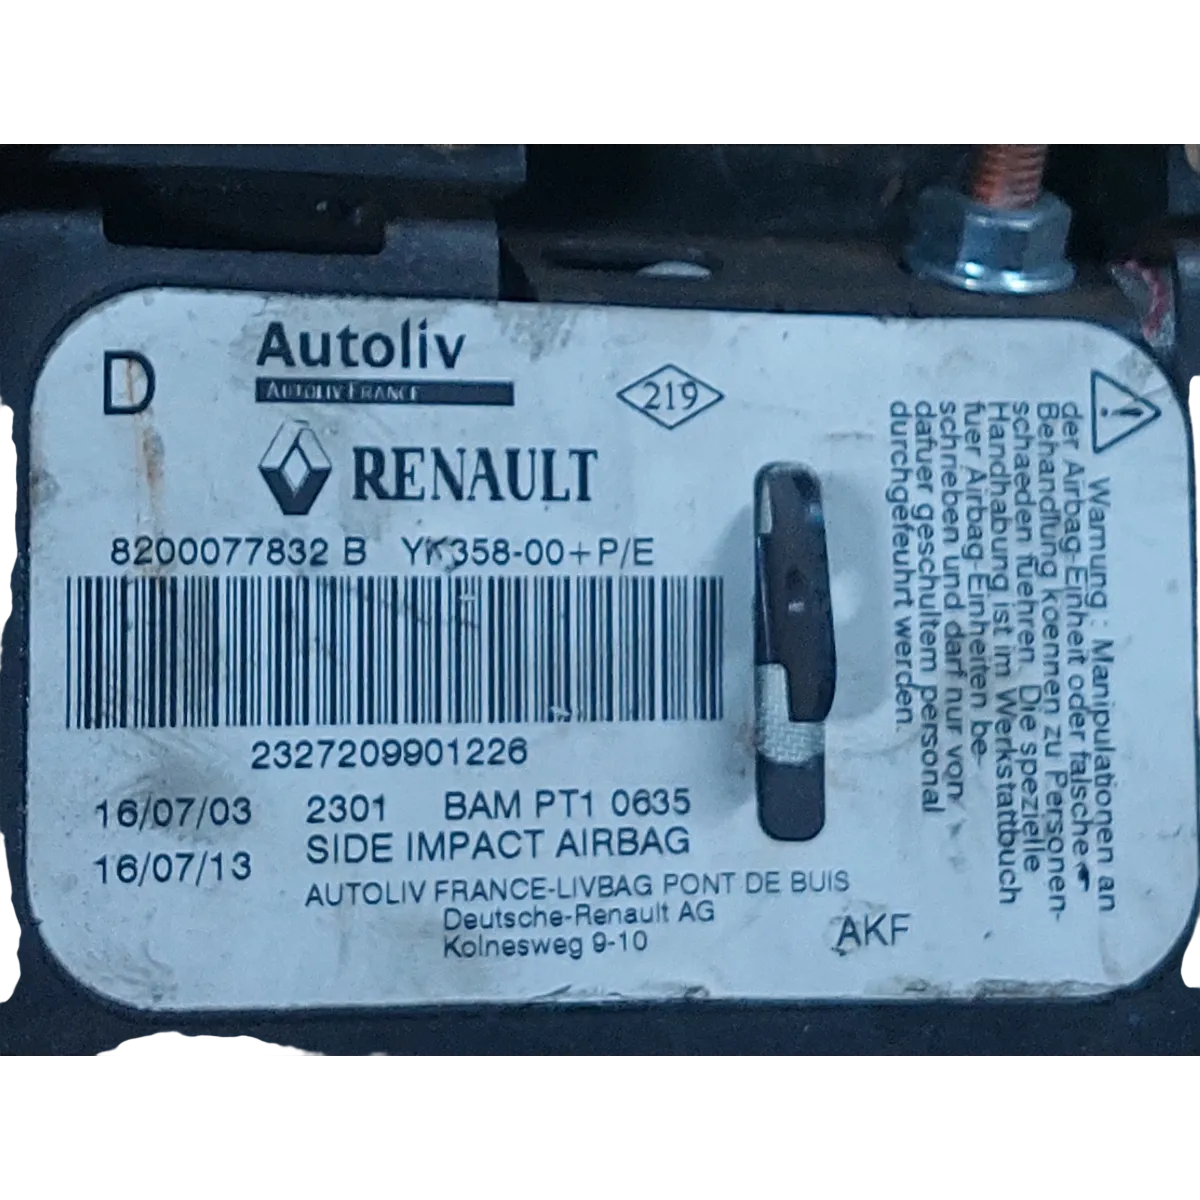 D
Autoliv
AUTOLIV FRANCE
219
RENAULT
8200077832 B YK358-00+P/E
2327209901226
16/07/03 2301 BAM PT1 0635
16/07/13 SIDE IMPACT AIRBAG
AUTOLIV FRANCE-LIVBAG PONT DE BUIS
Deutsche-Renault AG
Kolnesweg 9-10
AKF
Warnung : Manipulationen an
der Airbag-Einheit oder falsche
Behandlung koennen zu Personen-
schaeden fuehren. Die spezielle
Handhabung ist im Werkstattbuch
fuer Airbag-Einheiten be-
schrieben und darf nur von
dafuer geschultem personal
durchgefeuhrt werden.